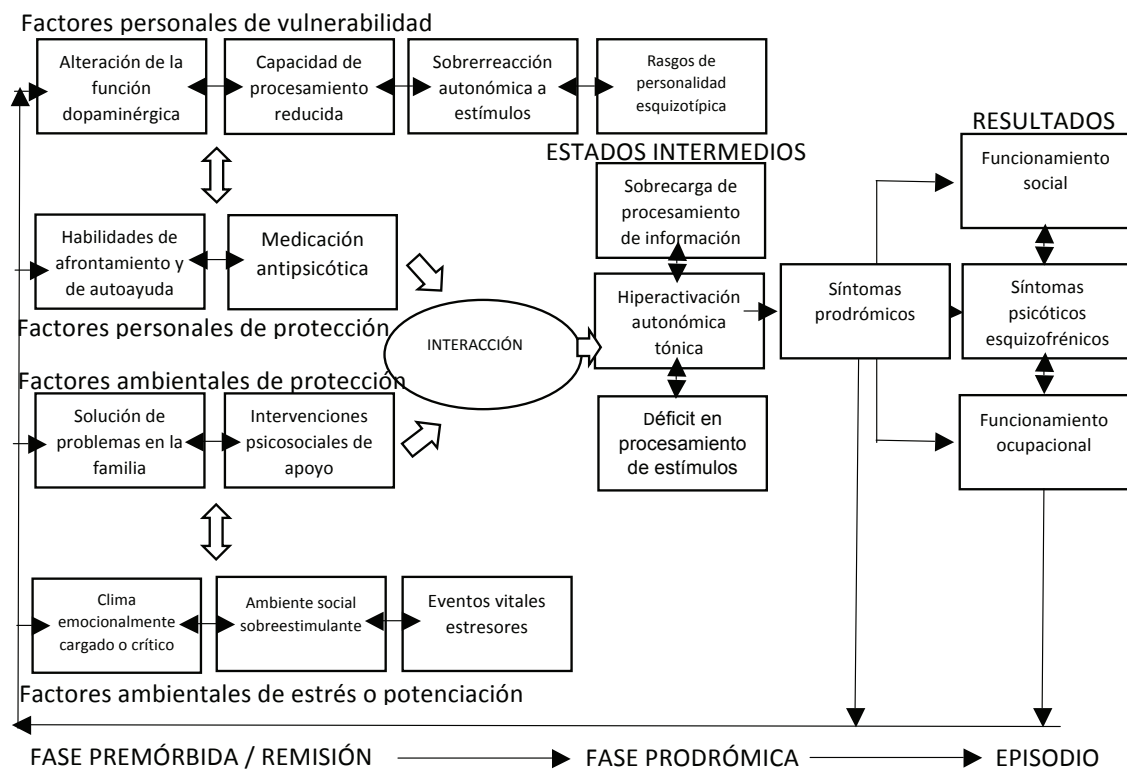 Factores personales de vulnerabilidad
Alteración de la
función
dopaminérgica
Capacidad de
procesamiento
reducida
Sobrerreacción
autonómica a
estímulos
Rasgos de
personalidad
esquizotípica
ESTADOS INTERMEDIOS
RESULTADOS
Sobrecarga de
procesamiento
de información
Funcionamiento
social
Habilidades de
afrontamiento y
de autoayuda
Medicación
antipsicótica
Factores personales de protección
INTERACCIÓN
Hiperactivación
autonómica
tónica
Síntomas
prodrómicos
Síntomas
psicóticos
esquizofrénicos
Factores ambientales de protección
Solución de
problemas en la
familia
Intervenciones
psicosociales de
apoyo
Déficit en
procesamiento
de estímulos
Funcionamiento
ocupacional
Clima
emocionalmente
cargado o crítico
Ambiente social
sobreestimulante
Eventos vitales
estresores
Factores ambientales de estrés o potenciación
FASE PREMÓRBIDA / REMISIÓN
FASE PRODRÓMICA
EPISODIO